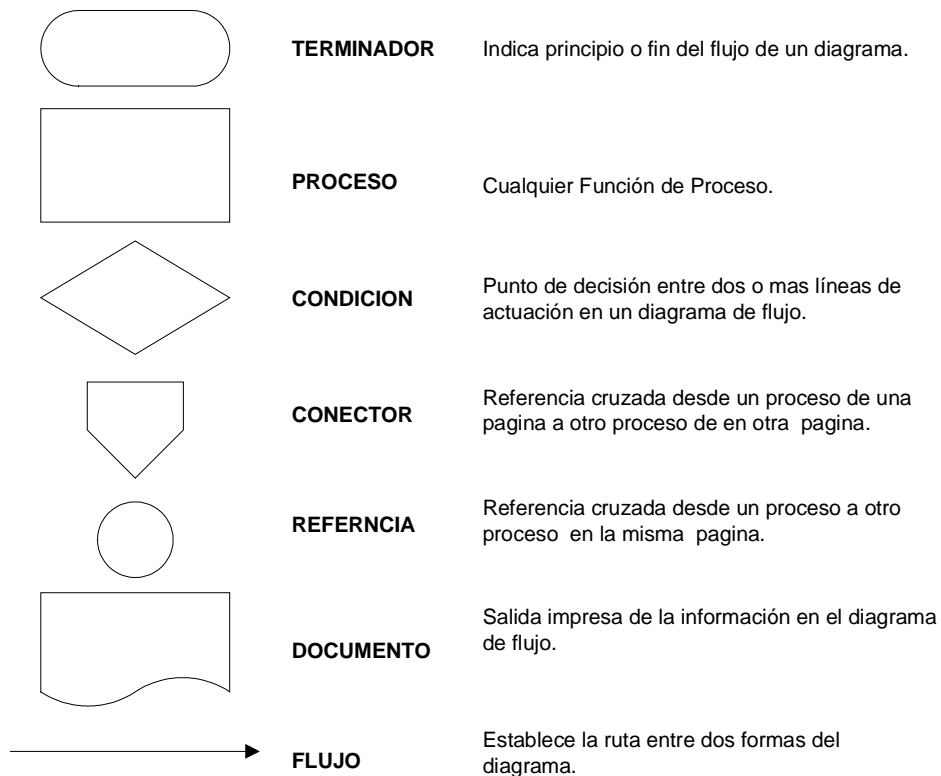 TERMINADOR Indica principio o fin del flujo de un diagrama.
PROCESO Cualquier Función de Proceso.
CONDICION Punto de decisión entre dos o mas líneas de
actuación en un diagrama de flujo.
CONECTOR Referencia cruzada desde un proceso de una
pagina a otro proceso de en otra pagina.
REFERNCIA Referencia cruzada desde un proceso a otro
proceso en la misma pagina.
DOCUMENTO Salida impresa de la información en el diagrama
de flujo.
FLUJO Establece la ruta entre dos formas del
diagrama.